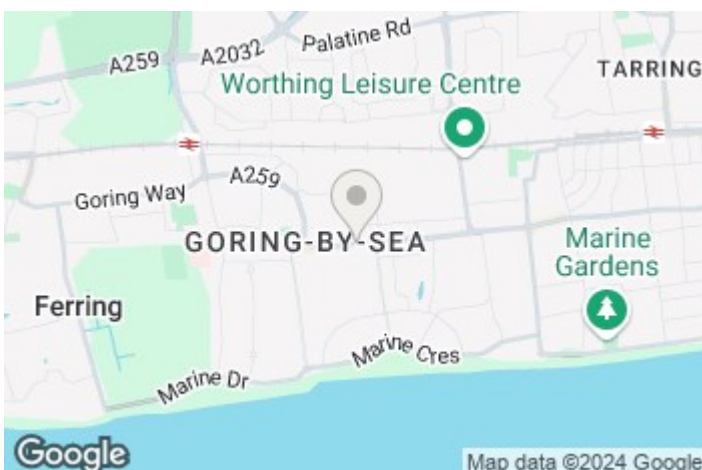 Palatine Rd
A2032
A259
TARRING
Worthing Leisure Centre
A259
Goring Way
GORING-BY-SEA
Marine
Gardens
Ferring
Marine Cres
Marine Dr
Google
Map data ©2024 Google